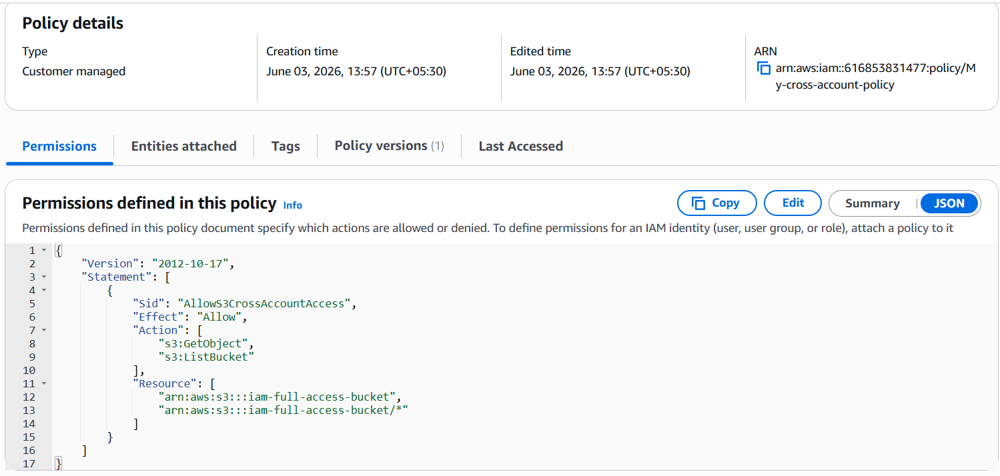 Policy details
Type
Customer managed
Creation time
June 03, 2026, 13:57 (UTC+05:30)
Edited time
June 03, 2026, 13:57 (UTC+05:30)
ARN
arn:aws:iam::616853831477:policy/M
y-cross-account-policy
Permissions
Entities attached
Tags
Policy versions (1)
Last Accessed
Permissions defined in this policy Info
Copy
Edit
Summary
JSON
Permissions defined in this policy document specify which actions are allowed or denied. To define permissions for an IAM identity (user, user group, or role), attach a policy to it
1 {
2     "Version": "2012-10-17",
3     "Statement": [
4         {
5             "Sid": "AllowS3CrossAccountAccess",
6             "Effect": "Allow",
7             "Action": [
8                 "s3:GetObject",
9                 "s3:ListBucket"
10             ],
11             "Resource": [
12                 "arn:aws:s3:::iam-full-access-bucket",
13                 "arn:aws:s3:::iam-full-access-bucket/*"
14             ]
15         }
16     ]
17 }